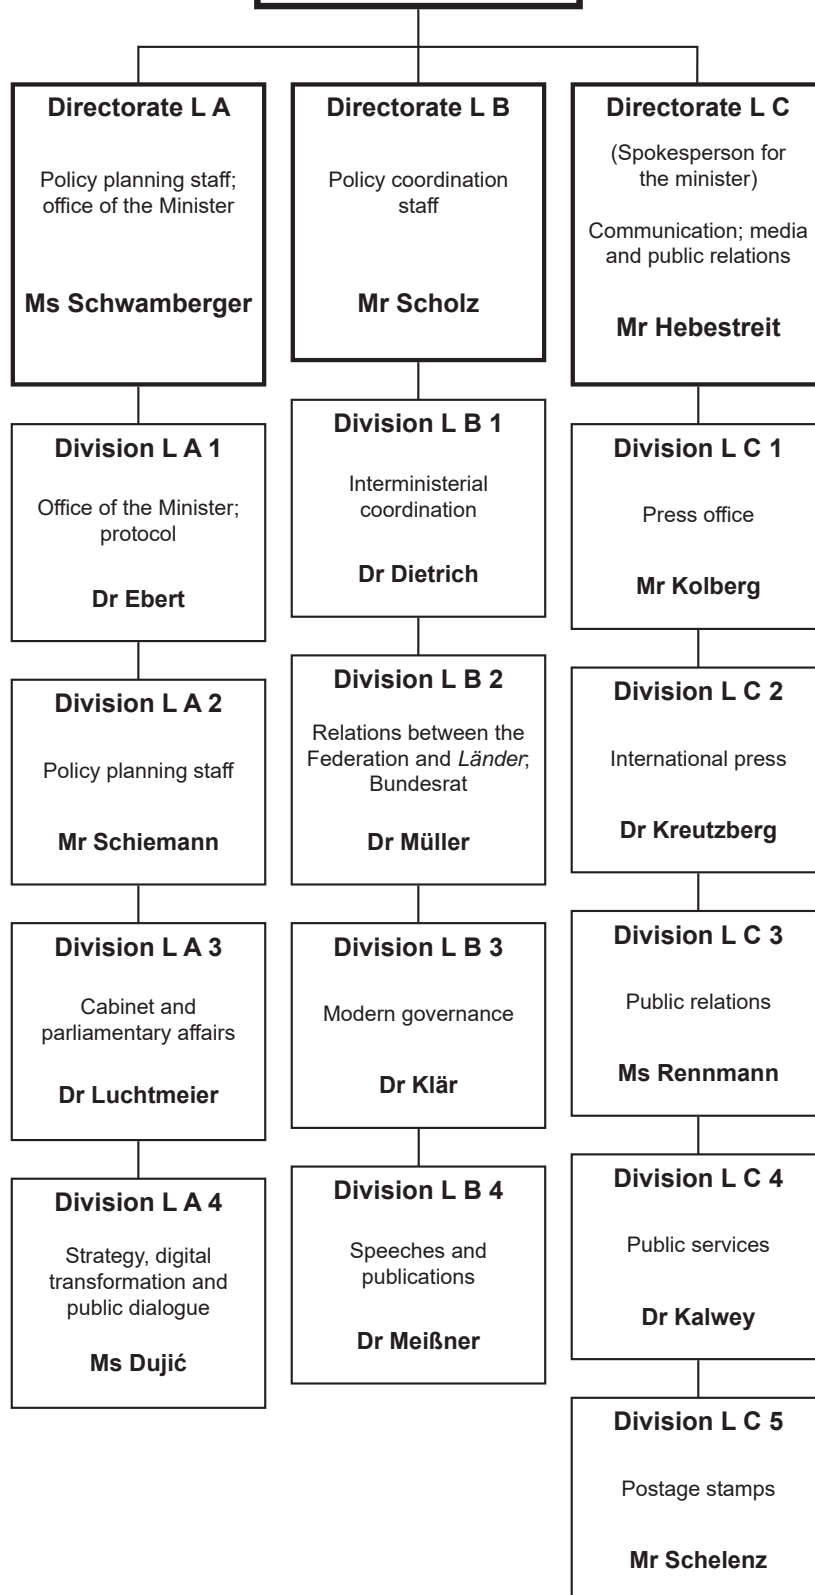 Directorate L A
Policy planning staff;
office of the Minister
Ms Schwamberger
Division L A 1
Office of the Minister;
protocol
Dr Ebert
Division L A 2
Policy planning staff
Mr Schiemann
Division L A 3
Cabinet and
parliamentary affairs
Dr Luchtmeier
Division L A 4
Strategy, digital
transformation and
public dialogue
Ms Dujić
Directorate L B
Policy coordination
staff
Mr Scholz
Division L B 1
Interministerial
coordination
Dr Dietrich
Division L B 2
Relations between the
Federation and Länder;
Bundesrat
Dr Müller
Division L B 3
Modern governance
Dr Klär
Division L B 4
Speeches and
publications
Dr Meißner
Directorate L C
(Spokesperson for
the minister)
Communication; media
and public relations
Mr Hebestreit
Division L C 1
Press office
Mr Kolberg
Division L C 2
International press
Dr Kreutzberg
Division L C 3
Public relations
Ms Rennmann
Division L C 4
Public services
Dr Kalwey
Division L C 5
Postage stamps
Mr Schelenz